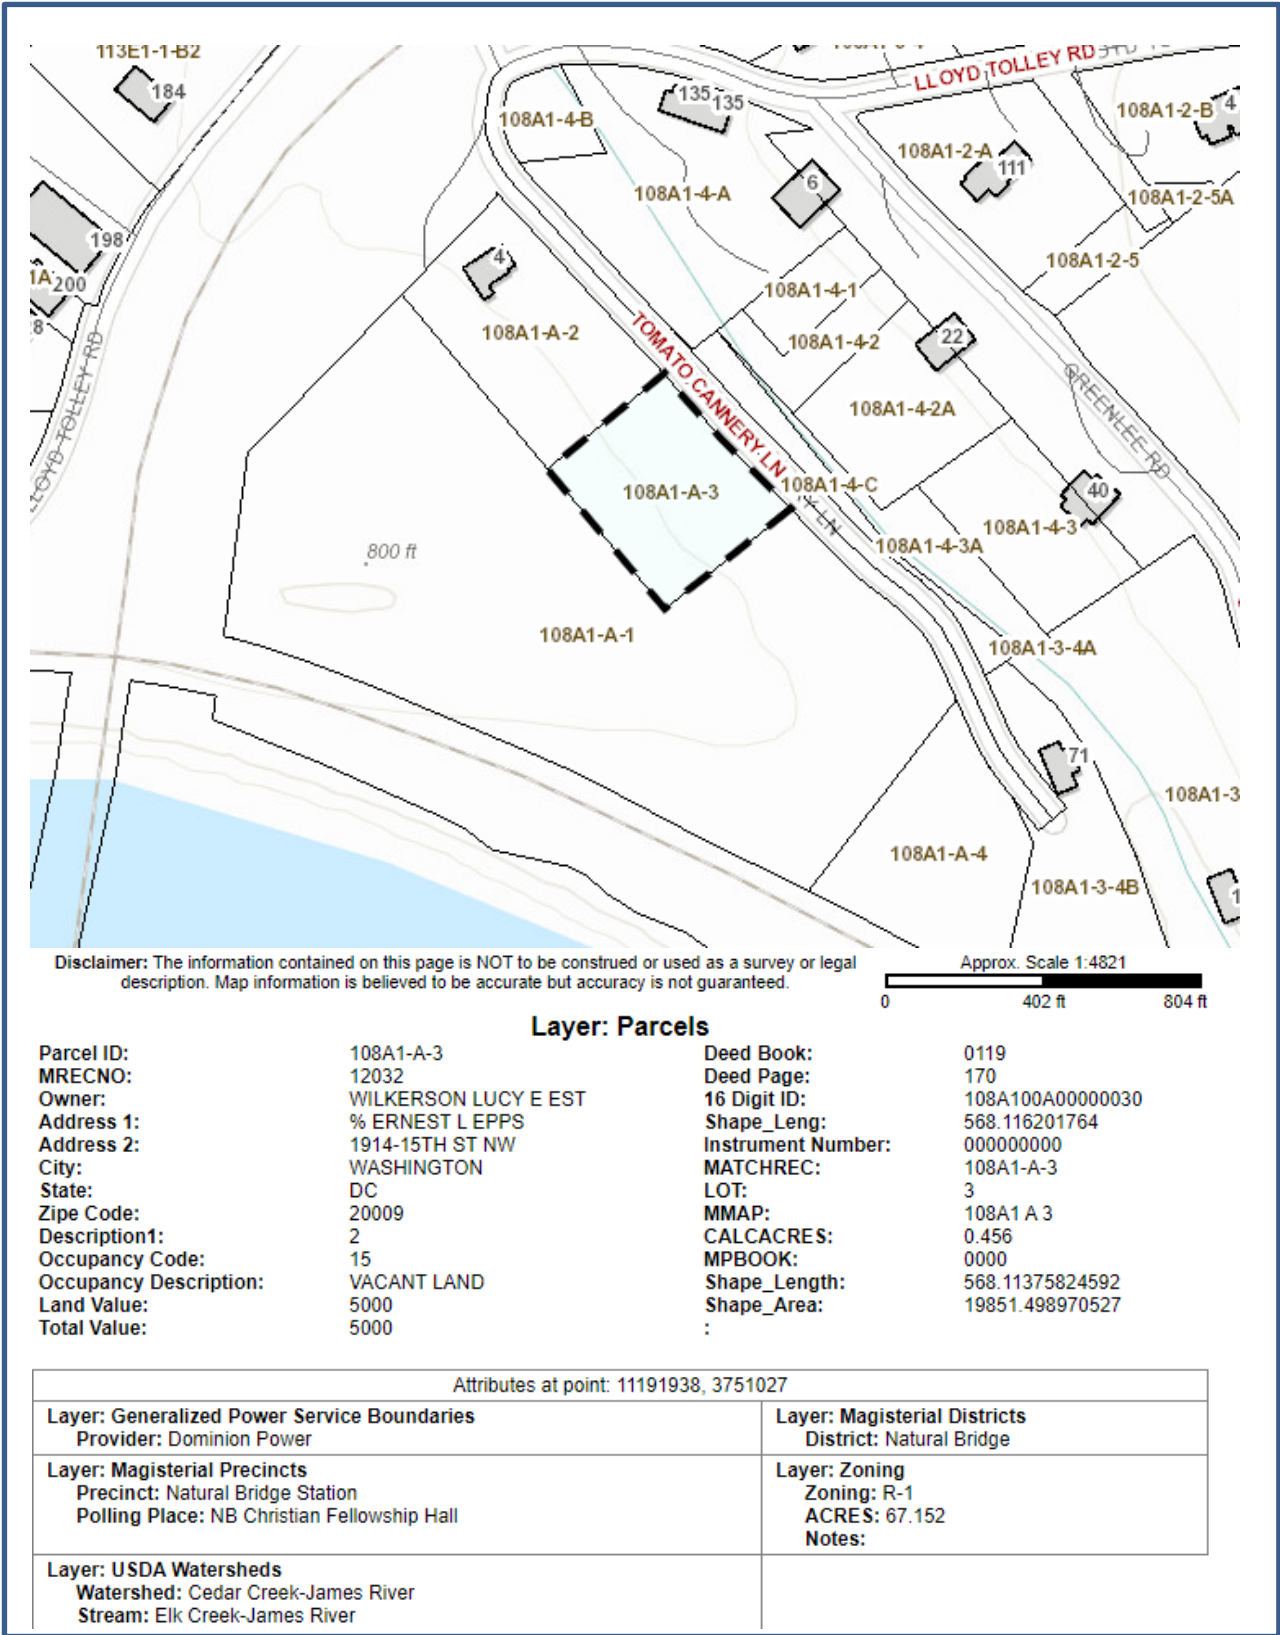 113E1-1-B2
184
LLOYD TOLLEY RD
135
135
108A1-4-B
108A1-2-B
4
108A1-2-A
111
108A1-4-A
6
108A1-2-5A
198
1A
200
8
4
108A1-2-5
108A1-4-1
108A1-A-2
TOMATO CANNERY LN
108A1-4-2
22
LLOYD TOLLEY RD
GREENLEE RD
108A1-4-2A
108A1-A-3
108A1-4-C
40
LN
108A1-4-3
108A1-4-3A
800 ft
108A1-A-1
108A1-3-4A
71
108A1-3
108A1-A-4
108A1-3-4B
1
Disclaimer: The information contained on this page is NOT to be construed or used as a survey or legal
description. Map information is believed to be accurate but accuracy is not guaranteed.
Approx. Scale 1:4821
0 402 ft 804 ft
Layer: Parcels
Parcel ID: 108A1-A-3 Deed Book: 0119
MRECNO: 12032 Deed Page: 170
Owner: WILKERSON LUCY E EST 16 Digit ID: 108A100A00000030
Address 1: % ERNEST L EPPS Shape_Leng: 568.116201764
Address 2: 1914-15TH ST NW Instrument Number: 000000000
City: WASHINGTON MATCHREC: 108A1-A-3
State: DC LOT: 3
Zipe Code: 20009 MMAP: 108A1 A 3
Description1: 2 CALCACRES: 0.456
Occupancy Code: 15 MPBOOK: 0000
Occupancy Description: VACANT LAND Shape_Length: 568.11375824592
Land Value: 5000 Shape_Area: 19851.498970527
Total Value: 5000 :
Attributes at point: 11191938, 3751027
Layer: Generalized Power Service Boundaries
Provider: Dominion Power
Layer: Magisterial Districts
District: Natural Bridge
Layer: Magisterial Precincts
Precinct: Natural Bridge Station
Polling Place: NB Christian Fellowship Hall
Layer: Zoning
Zoning: R-1
ACRES: 67.152
Notes:
Layer: USDA Watersheds
Watershed: Cedar Creek-James River
Stream: Elk Creek-James River